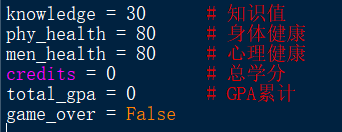 knowledge = 30 # 知识值
phy_health = 80 # 身体健康
men_health = 80 # 心理健康
credits = 0 # 总学分
total_gpa = 0 # GPA累计
game_over = False